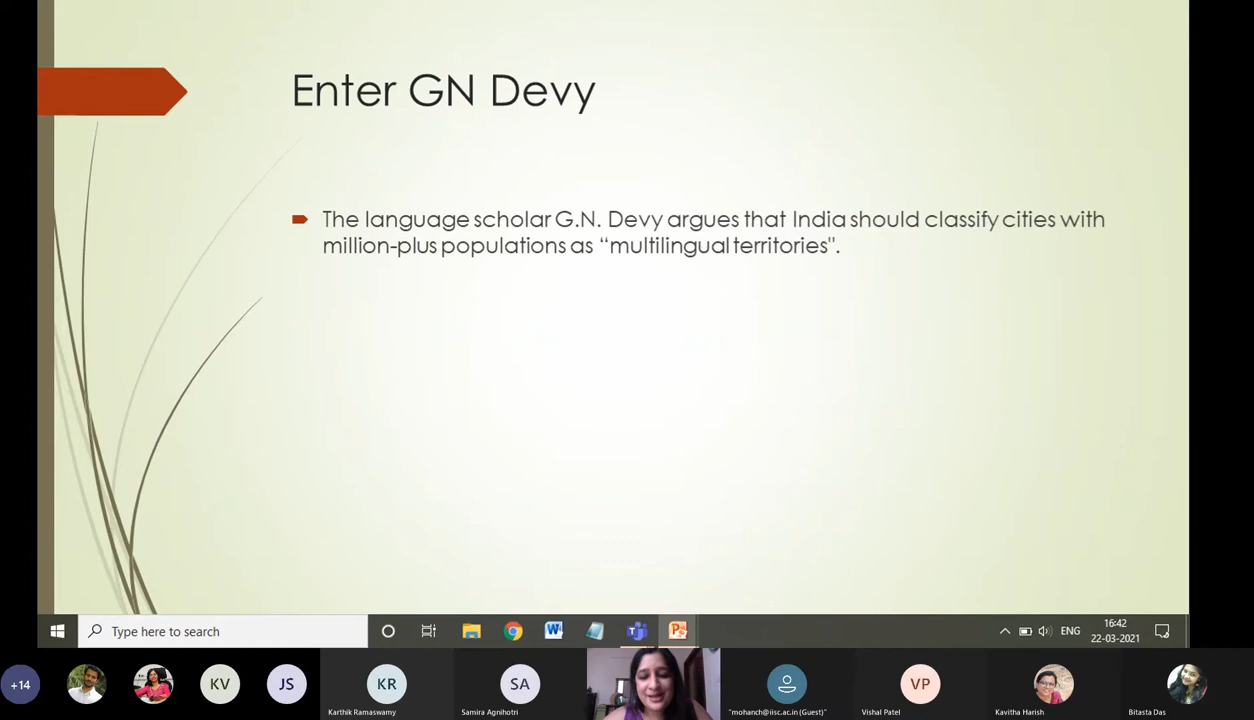 Enter GN Devy
The language scholar G.N. Devy argues that India should classify cities with
million-plus populations as “multilingual territories".
Type here to search
ENG
16:42
22-03-2021
+14
KV
JS
KR
SA
VP
Karthik Ramaswamy
Samira Agnihotri
"mohanch@iisc.ac.in (Guest)"
Vishal Patel
Kavitha Harish
Bitasta Das